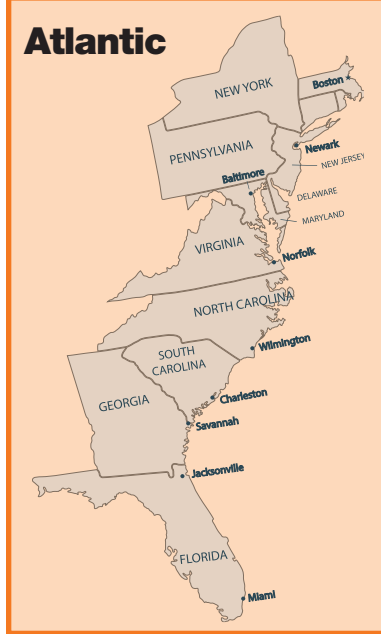 Atlantic
NEW YORK
Boston
PENNSYLVANIA
Newark
NEW JERSEY
Baltimore
DELAWARE
MARYLAND
VIRGINIA
Norfolk
NORTH CAROLINA
Wilmington
SOUTH
CAROLINA
Charleston
GEORGIA
Savannah
Jacksonville
FLORIDA
Miami